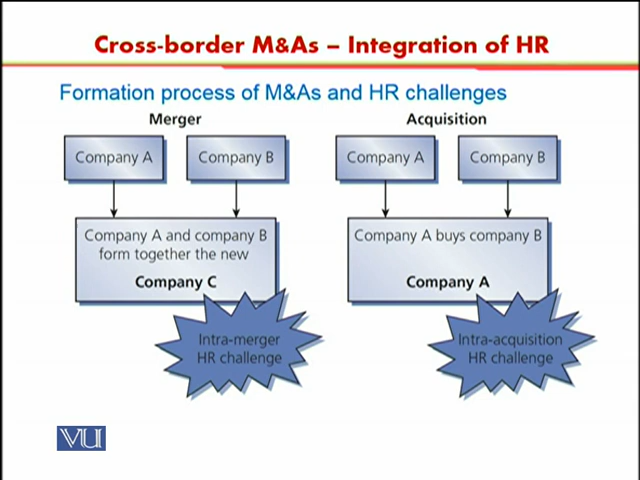 Cross-border M&As – Integration of HR
Formation process of M&As and HR challenges
Merger
Company A
Company B
Company A and company B
form together the new
Company C
Intra-merger
HR challenge
Acquisition
Company A
Company B
Company A buys company B
Company A
Intra-acquisition
HR challenge
VU